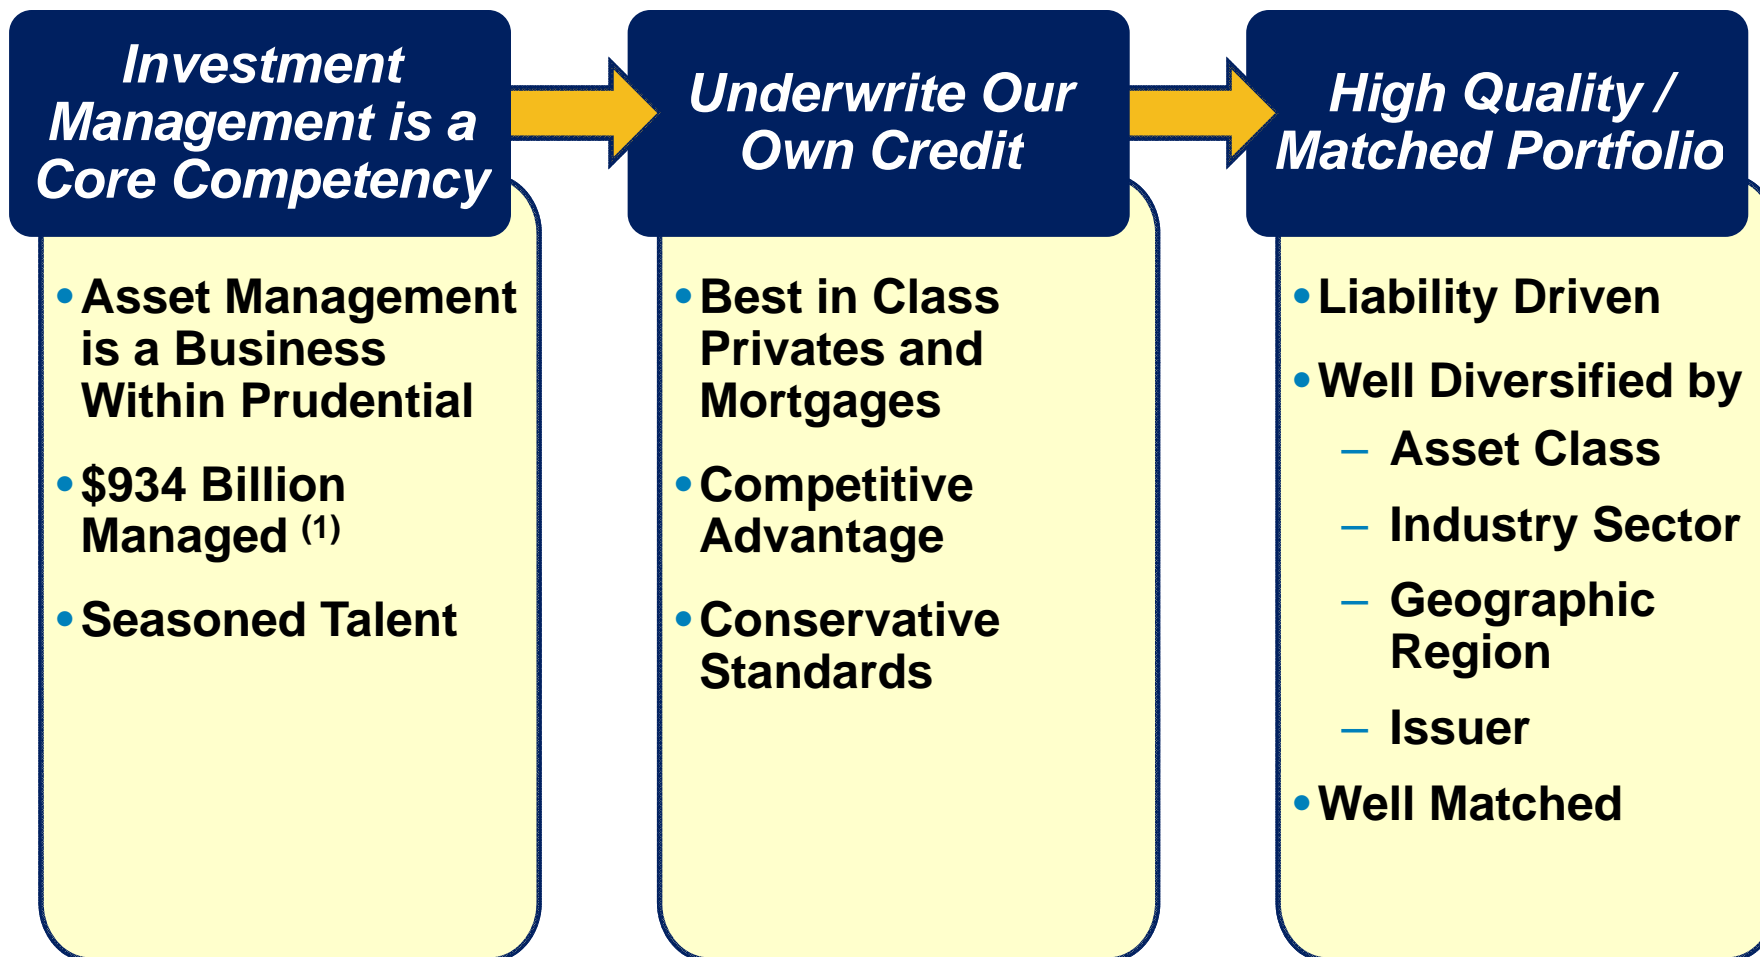 Investment
Management is a
Core Competency
• Asset Management
is a Business
Within Prudential
• $934 Billion
Managed (1)
• Seasoned Talent
Underwrite Our
Own Credit
• Best in Class
Privates and
Mortgages
• Competitive
Advantage
• Conservative
Standards
High Quality /
Matched Portfolio
• Liability Driven
• Well Diversified by
– Asset Class
– Industry Sector
– Geographic
Region
– Issuer
• Well Matched